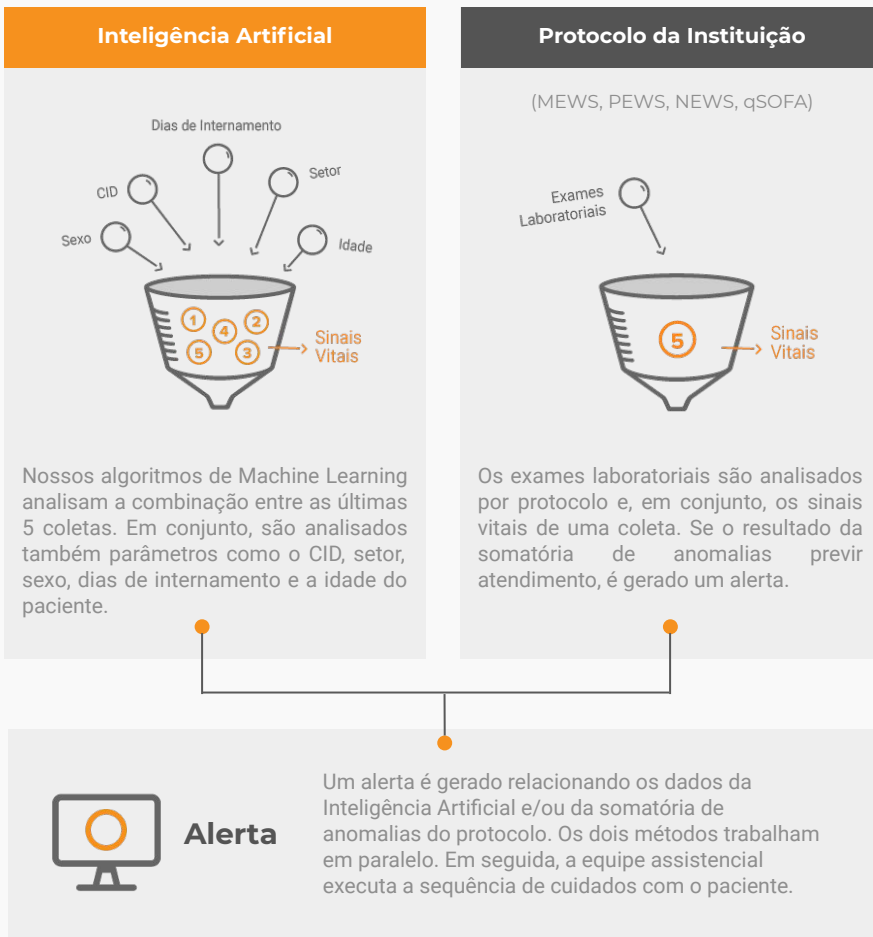 Inteligência Artificial
Dias de Internamento
CID
Setor
Sexo
Idade
1
2
4
5
3
Sinais
Vitais
Nossos algoritmos de Machine Learning
analisam a combinação entre as últimas
5 coletas. Em conjunto, são analisados
também parâmetros como o CID, setor,
sexo, dias de internamento e a idade do
paciente.
Protocolo da Instituição
(MEWS, PEWS, NEWS, qSOFA)
Exames
Laboratoriais
5
Sinais
Vitais
Os exames laboratoriais são analisados
por protocolo e, em conjunto, os sinais
vitais de uma coleta. Se o resultado da
somatória de anomalias previr
atendimento, é gerado um alerta.
Alerta
Um alerta é gerado relacionando os dados da
Inteligência Artificial e/ou da somatória de
anomalias do protocolo. Os dois métodos trabalham
em paralelo. Em seguida, a equipe assistencial
executa a sequência de cuidados com o paciente.